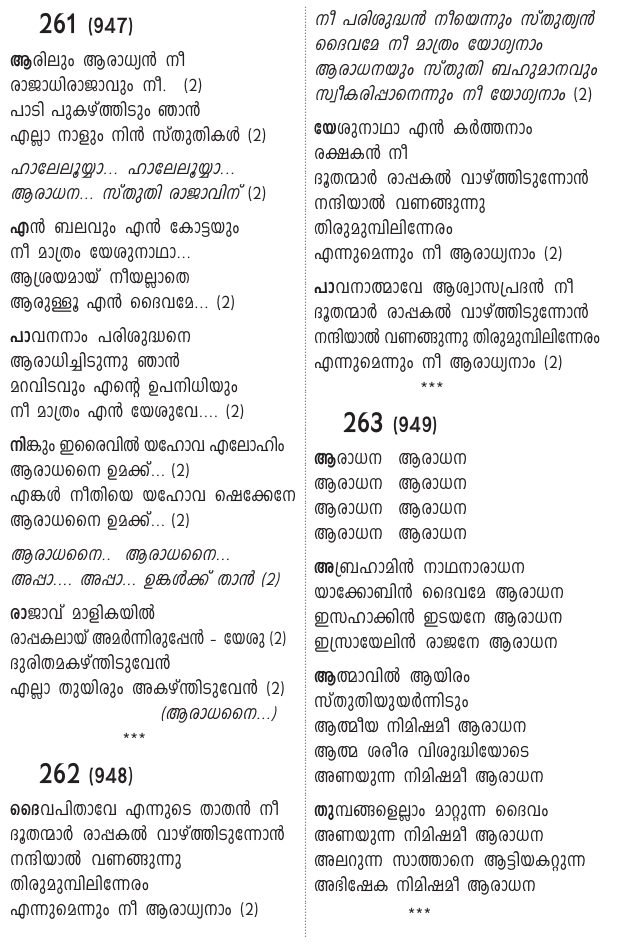 261 (947)
ആരിലും ആരാധ്യൻ നീ
രാജാധിരാജാവും നീ. (2)
പാടി പുകഴ്ത്തിടും ഞാൻ
എല്ലാ നാളും നിൻ സ്തുതികൾ (2)
ഹാലേലൂയ്യാ... ഹാലേലൂയ്യാ...
ആരാധന... സ്തുതി രാജാവിന് (2)
എൻ ബലവും എൻ കോട്ടയും
നീ മാത്രം യേശുനാഥാ...
ആശ്രയമായ് നീയല്ലാതെ
ആരുള്ളൂ എൻ ദൈവമേ... (2)
പാവനനാം പരിശുദ്ധനെ
ആരാധിച്ചിടുന്നു ഞാൻ
മറവിടവും എന്റെ ഉപനിധിയും
നീ മാത്രം എൻ യേശുവേ.... (2)
നിങ്കും ഇരൈവിൽ യഹോവ എലോഹിം
ആരാധനൈ ഉമക്ക്... (2)
എങ്കൾ നീതിയെ യഹോവ ഷെക്കേനേ
ആരാധനൈ ഉമക്ക്... (2)
ആരാധനൈ.. ആരാധനൈ...
അപ്പാ.... അപ്പാ... ഉങ്കൾക്ക് താൻ (2)
രാജാവ് മാളികയിൽ
രാപ്പകലായ് അമർന്നിരുപ്പേൻ - യേശു (2)
ദുരിതമകഴ്ന്തിടുവേൻ
എല്ലാ തുയിരും അകഴ്ന്തിടുവേൻ (2)
(ആരാധനൈ...)
***
262 (948)
ദൈവപിതാവേ എന്നുടെ താതൻ നീ
ദൂതന്മാർ രാപ്പകൽ വാഴ്ത്തിടുന്നോൻ
നന്ദിയാൽ വണങ്ങുന്നു
തിരുമുമ്പിലിന്നേരം
എന്നുമെന്നും നീ ആരാധ്യനാം (2)
നീ പരിശുദ്ധൻ നീയെന്നും സ്തുത്യൻ
ദൈവമേ നീ മാത്രം യോഗ്യനാം
ആരാധനയും സ്തുതി ബഹുമാനവും
സ്വീകരിപ്പാനെന്നും നീ യോഗ്യനാം (2)
യേശുനാഥാ എൻ കർത്തനാം
രക്ഷകൻ നീ
ദൂതന്മാർ രാപ്പകൽ വാഴ്ത്തിടുന്നോൻ
നന്ദിയാൽ വണങ്ങുന്നു
തിരുമുമ്പിലിന്നേരം
എന്നുമെന്നും നീ ആരാധ്യനാം (2)
പാവനാത്മാവേ ആശ്വാസപ്രദൻ നീ
ദൂതന്മാർ രാപ്പകൽ വാഴ്ത്തിടുന്നോൻ
നന്ദിയാൽ വണങ്ങുന്നു തിരുമുമ്പിലിന്നേരം
എന്നുമെന്നും നീ ആരാധ്യനാം (2)
***
263 (949)
ആരാധന ആരാധന
ആരാധന ആരാധന
ആരാധന ആരാധന
ആരാധന ആരാധന
അബ്രഹാമിൻ നാഥനാരാധന
യാക്കോബിൻ ദൈവമേ ആരാധന
ഇസഹാക്കിൻ ഇടയനേ ആരാധന
ഇസ്രായേലിൻ രാജനേ ആരാധന
ആത്മാവിൽ ആയിരം
സ്തുതിയുയർന്നിടും
ആത്മീയ നിമിഷമീ ആരാധന
ആത്മ ശരീര വിശുദ്ധിയോടെ
അണയുന്ന നിമിഷമീ ആരാധന
തുമ്പങ്ങളെല്ലാം മാറ്റുന്ന ദൈവം
അണയുന്ന നിമിഷമീ ആരാധന
അലറുന്ന സാത്താനെ ആട്ടിയകറ്റുന്ന
അഭിഷേക നിമിഷമീ ആരാധന
***